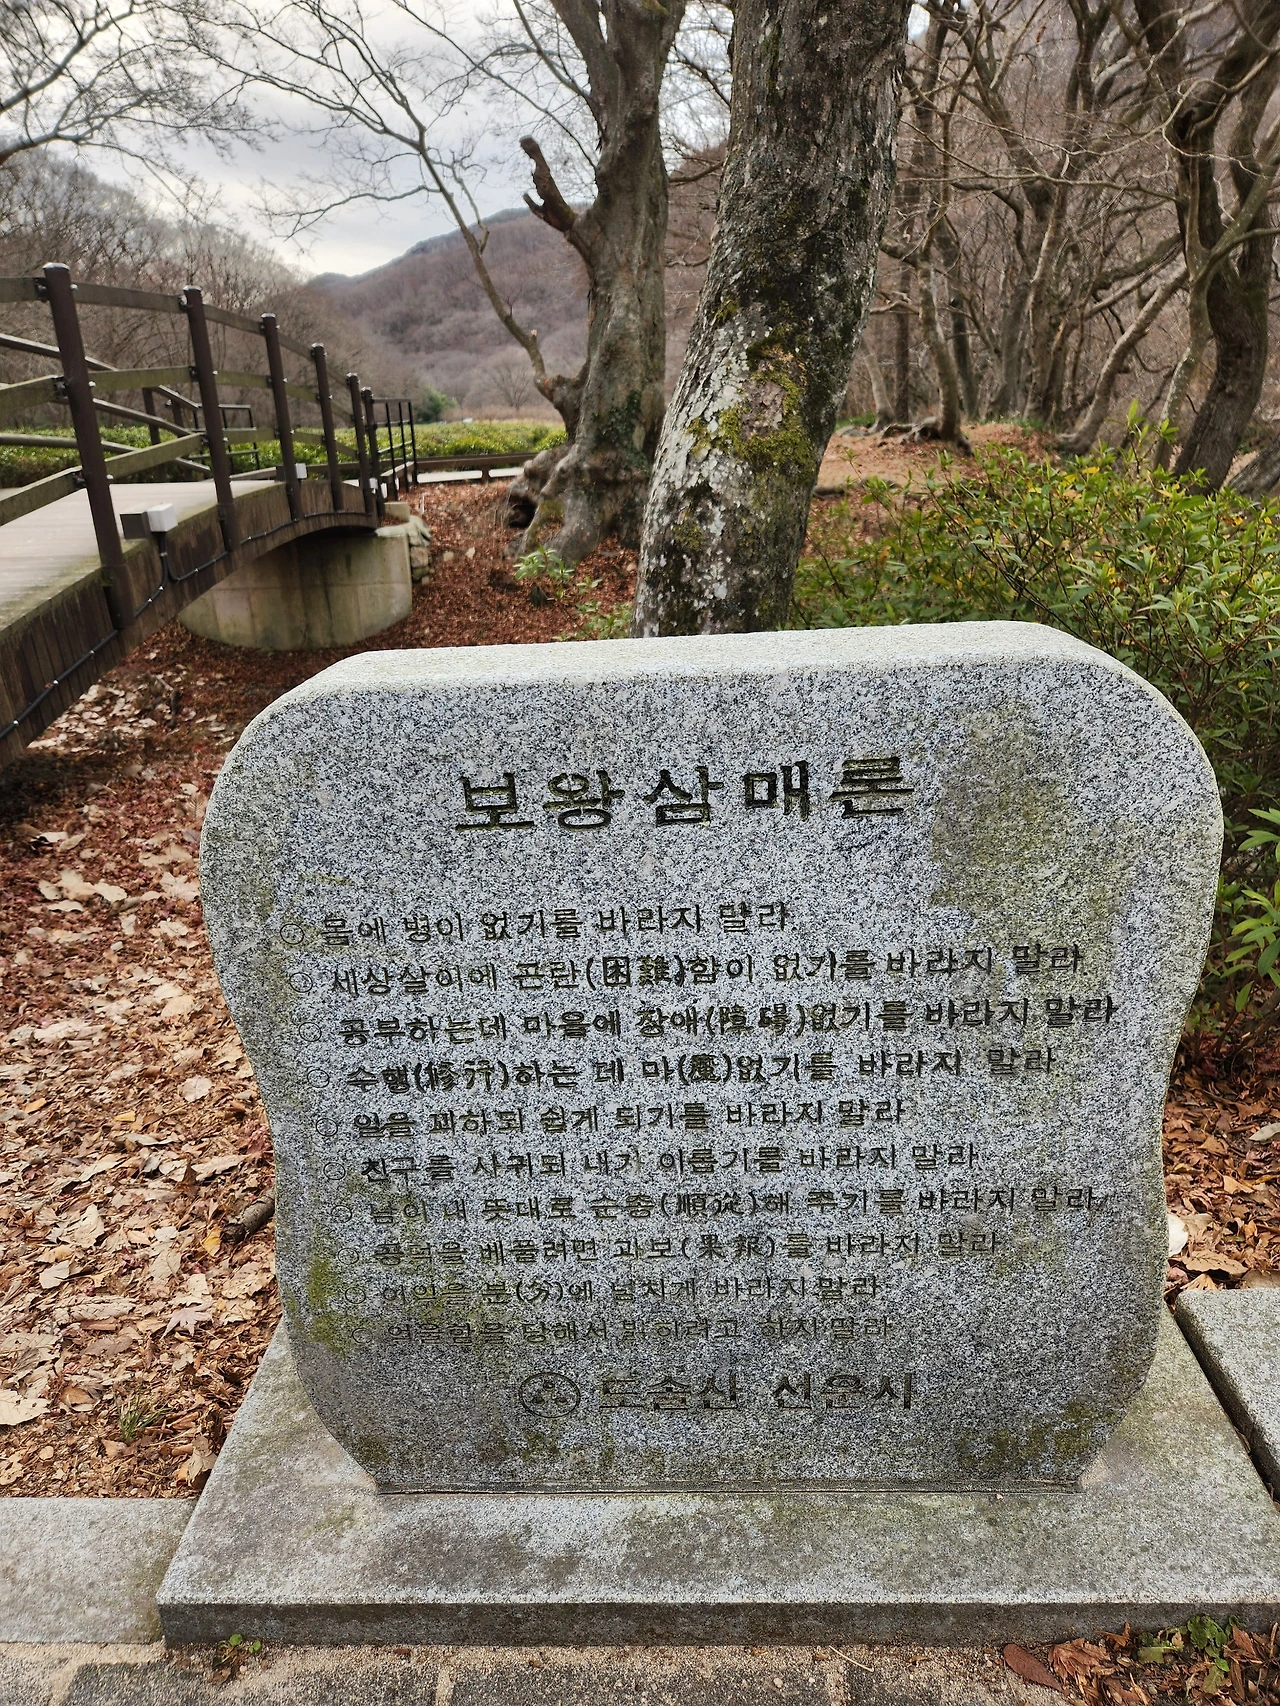 보왕삼매론
○ 몸에 병이 없기를 바라지 말라
○ 세상살이에 곤란(困難)함이 없기를 바라지 말라
○ 공부하는데 마음에 장애(障碍)없기를 바라지 말라
○ 수행(修行)하는 데 마(魔)없기를 바라지 말라
○ 일을 꾀하되 쉽게 되기를 바라지 말라
○ 친구를 사귀되 내가 이롭기를 바라지 말라
○ 남이 내 뜻대로 순종(順從)해 주기를 바라지 말라
○ 공덕을 베풀려면 과보(果報)를 바라지 말라
○ 이익을 분(分)에 넘치게 바라지 말라
○ 억울함을 당해서 밝히려고 하지 말라
도솔산 선운사